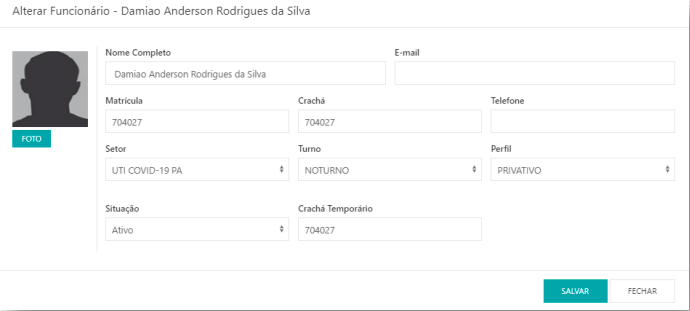 Alterar Funcionário - Damiao Anderson Rodrigues da Silva
Nome Completo
E-mail
Damiao Anderson Rodrigues da Silva
Matrícula
Crachá
Telefone
704027
704027
FOTO
Setor
Turno
Perfil
UTI COVID-19 PA
NOTURNO
PRIVATIVO
Situação
Crachá Temporário
Ativo
704027
SALVAR
FECHAR